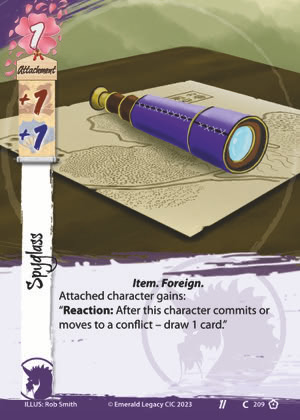 1
Attachment
+1
+1
Spyglass
Item. Foreign.
Attached character gains:
“Reaction: After this character commits or
moves to a conflict – draw 1 card.”
ILLUS: Rob Smith
© Emerald Legacy CIC 2023
C 209